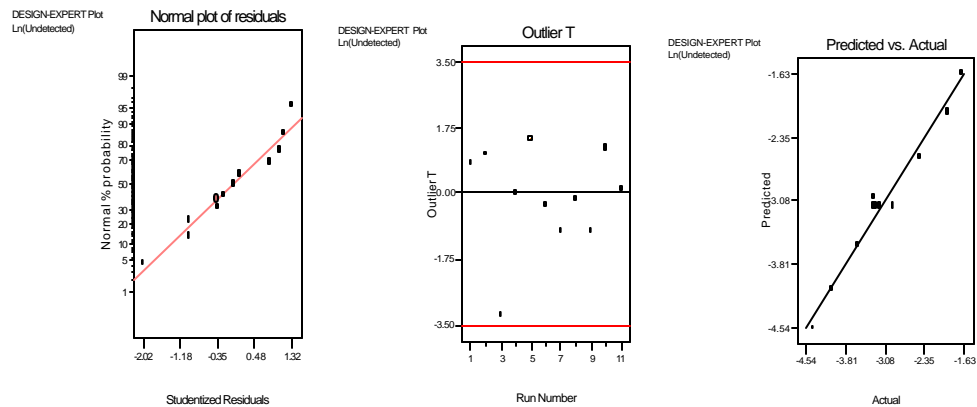 DESIGN-EXPERT Plot
Ln(Undetected)
Normal plot of residuals
Normal % probability
99
95
90
80
70
50
30
20
10
5
1
-2.02 -1.18 -0.35 0.48 1.32
Studentized Residuals
DESIGN-EXPERT Plot
Ln(Undetected)
Outlier T
Outlier T
3.50
1.75
0.00
-1.75
-3.50
1 3 5 7 9 11
Run Number
DESIGN-EXPERT Plot
Ln(Undetected)
Predicted vs. Actual
Predicted
-1.63
-2.35
-3.08
-3.81
-4.54
-4.54 -3.81 -3.08 -2.35 -1.63
Actual